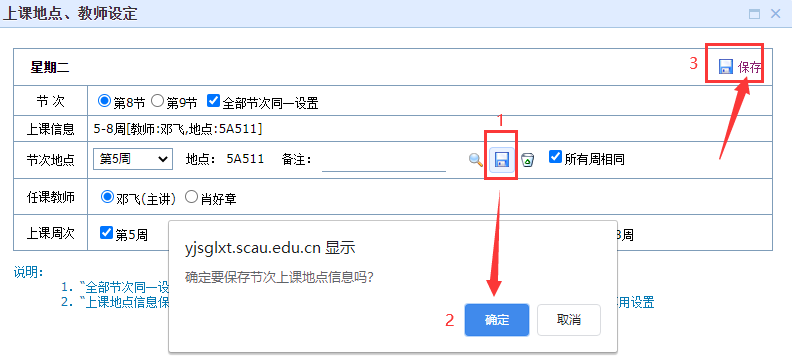 上课地点、教师设定
星期二
3 保存
节 次 第8节 第9节 全部节次同一设置
1
上课信息 5-8周[教师:邓飞,地点:5A511]
节次地点 第5周 地点: 5A511 备注: 所有周相同
任课教师 邓飞(主讲) 肖好章
上课周次 第5周 8周
yjsglxt.scau.edu.cn 显示
确定要保存节次上课地点信息吗?
说明:
1. “全部节次同一设
2. “上课地点信息保 用设置
2 确定 取消